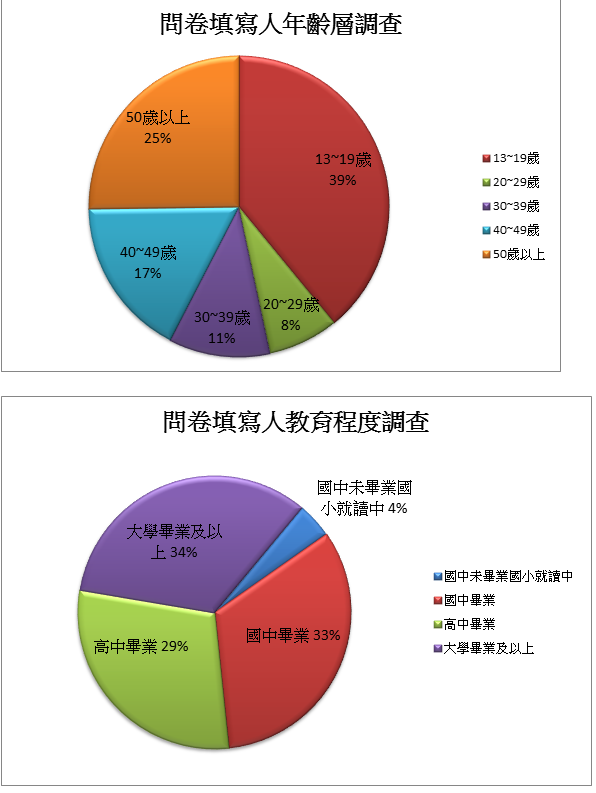 問卷填寫人年齡層調查
50歲以上
25%
13~19歲
39%
40~49歲
17%
30~39歲
11%
20~29歲
8%
13~19歲
20~29歲
30~39歲
40~49歲
50歲以上
問卷填寫人教育程度調查
國中未畢業國
小就讀中 4%
大學畢業及以
上 34%
國中畢業 33%
高中畢業 29%
國中未畢業國小就讀中
國中畢業
高中畢業
大學畢業及以上